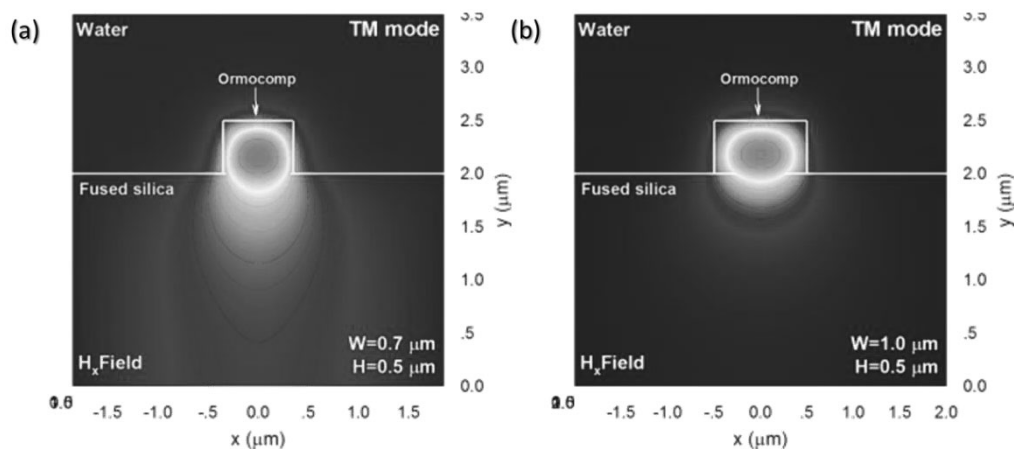 (a)
Water
TM mode
Ormocomp
Fused silica
HxField
W=0.7 μm
H=0.5 μm
3.5
3.0
2.5
2.0
1.5
1.0
.5
0.0
y (μm)
-1.5
-1.0
-.5
0.0
.5
1.0
1.5
x (μm)
(b)
Water
TM mode
Ormocomp
Fused silica
HxField
W=1.0 μm
H=0.5 μm
3.5
3.0
2.5
2.0
1.5
1.0
.5
0.0
y (μm)
-1.5
-1.0
-.5
0.0
.5
1.0
1.5
2.0
x (μm)